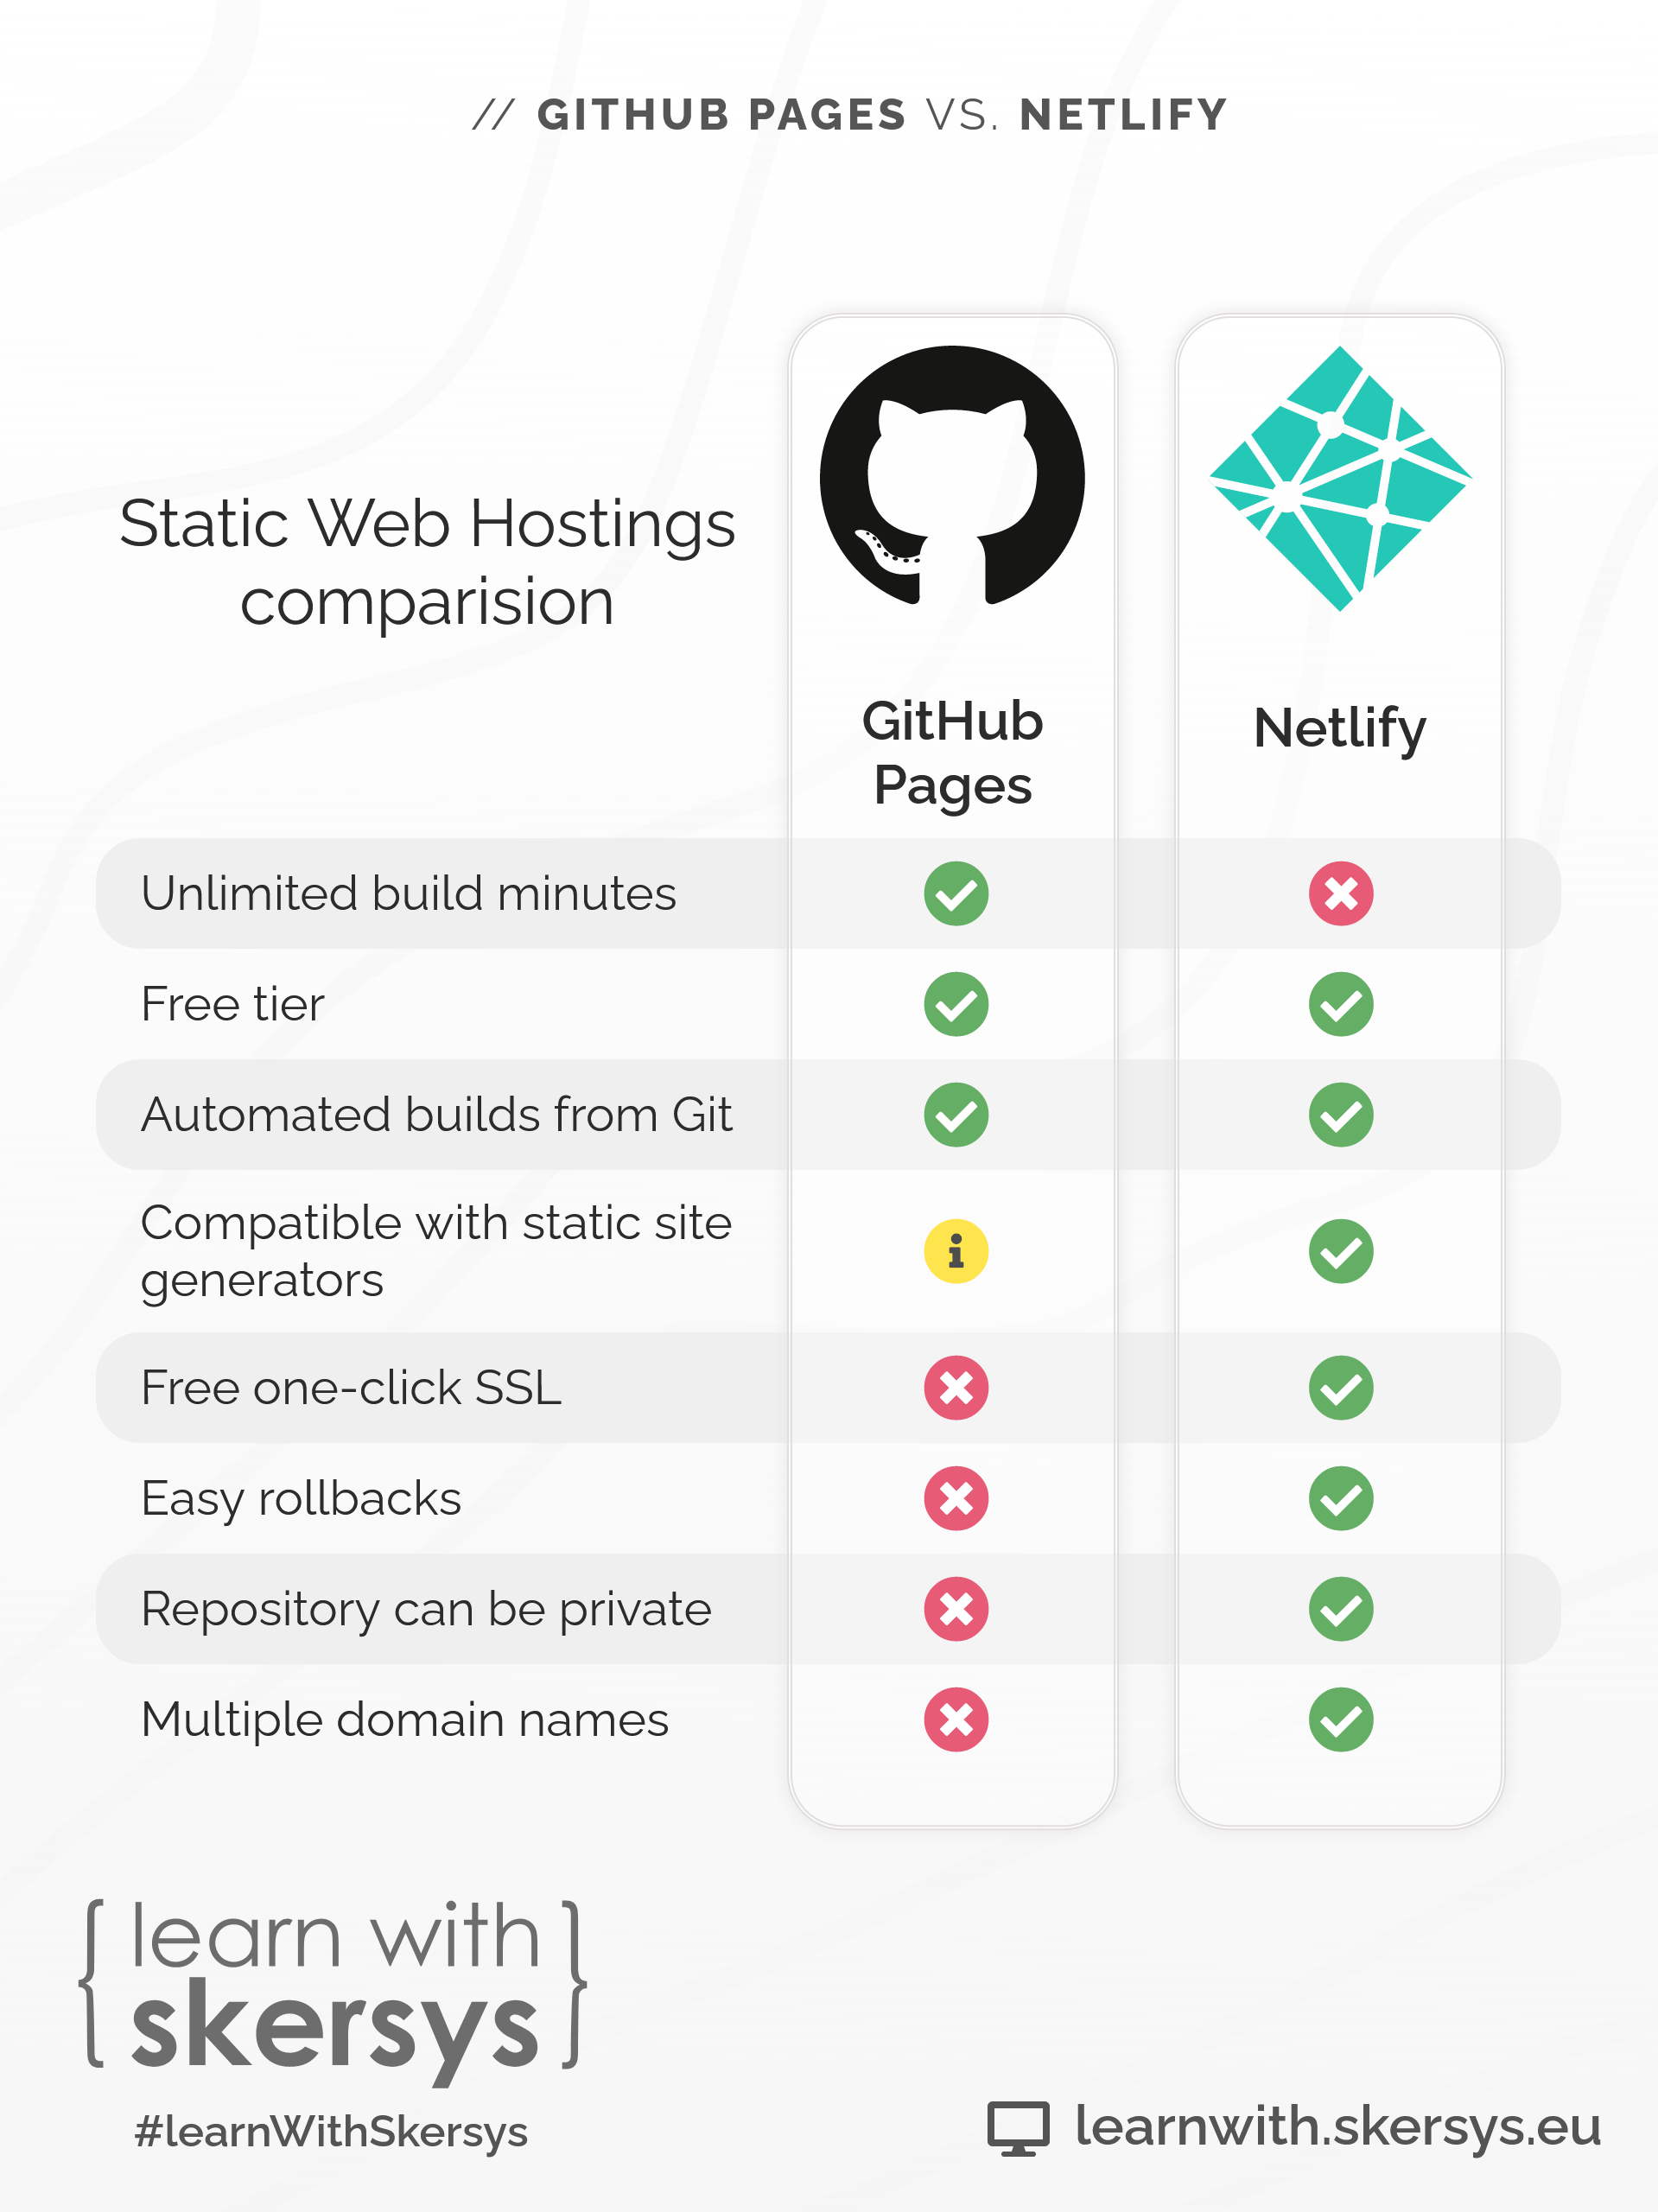 // GITHUB PAGES VS. NETLIFY
Static Web Hostings
comparision
GitHub
Pages
Netlify
Unlimited build minutes
Free tier
Automated builds from Git
Compatible with static site
generators
Free one-click SSL
Easy rollbacks
Repository can be private
Multiple domain names
{ learn with
skersys }
#learnWithSkersys
learnwith.skersys.eu